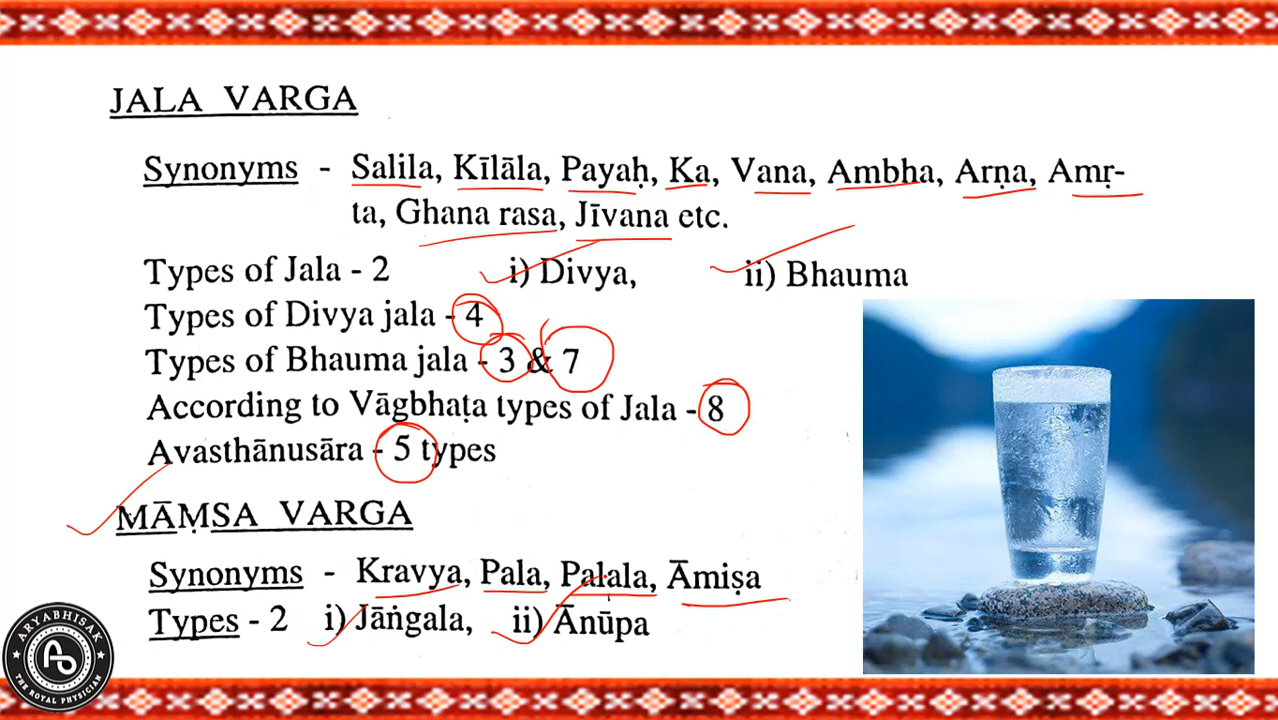 JALA VARGA
Synonyms - Salila, Kīlāla, Payaḥ, Ka, Vana, Ambha, Arṇa, Amṛ-
ta, Ghana rasa, Jīvana etc.
Types of Jala - 2 i) Divya, ii) Bhauma
Types of Divya jala - 4
Types of Bhauma jala - 3 & 7
According to Vāgbhaṭa types of Jala - 8
Avasthānusāra - 5 types
MĀṂSA VARGA
Synonyms - Kravya, Pala, Palala, Āmiṣa
Types - 2 i) Jāṅgala, ii) Ānūpa
ARYABHISAK
THE ROYAL PHYSICIAN